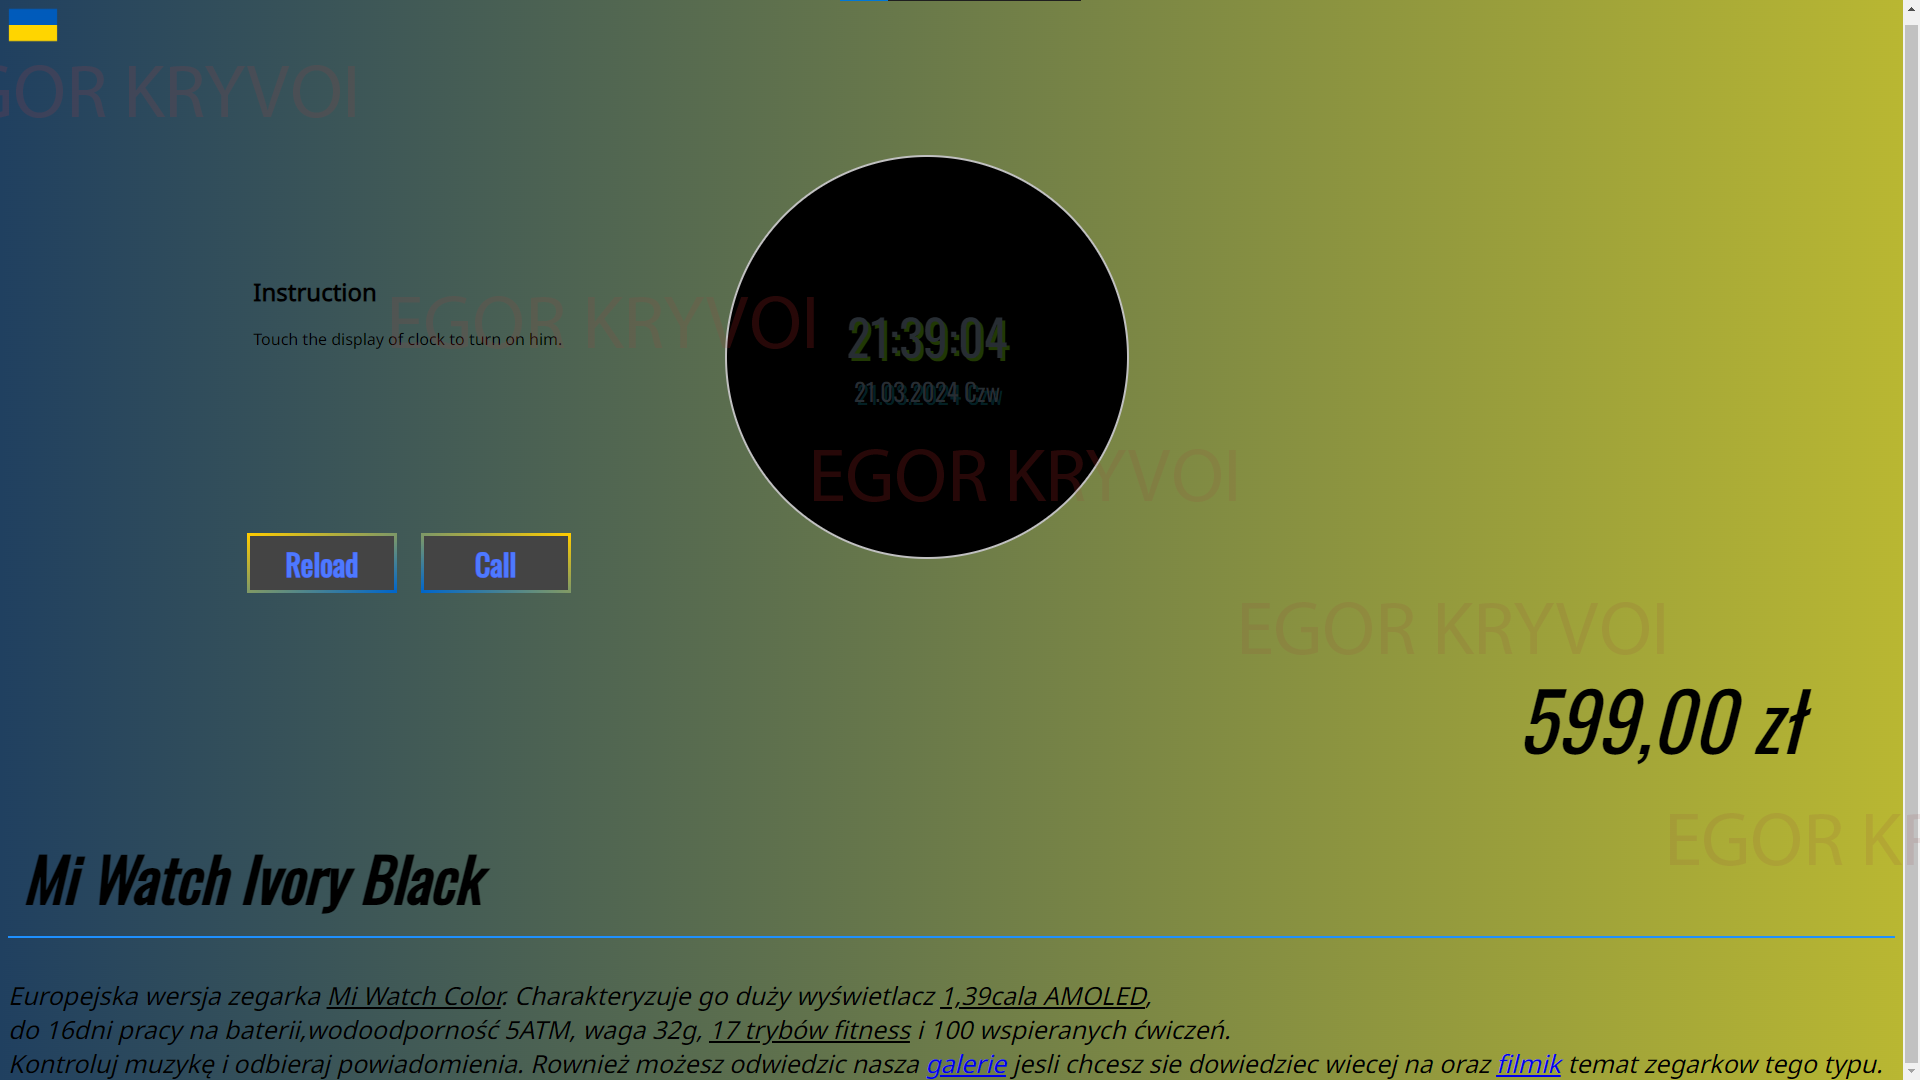 EGOR KRYVOI
Instruction
EGOR KRYVOI
Touch the display of clock to turn on him.
21:39:04
21.03.2024 Czw
EGOR KRYVOI
Reload
Call
EGOR KRYVOI
599,00 zł
EGOR KR
Mi Watch Ivory Black
Europejska wersja zegarka Mi Watch Color. Charakteryzuje go duży wyświetlacz 1,39cala AMOLED,
do 16dni pracy na baterii,wodoodporność 5ATM, waga 32g, 17 trybów fitness i 100 wspieranych ćwiczeń.
Kontroluj muzykę i odbieraj powiadomienia. Rownież możesz odwiedzic nasza galerie jesli chcesz sie dowiedziec wiecej na oraz filmik temat zegarkow tego typu.